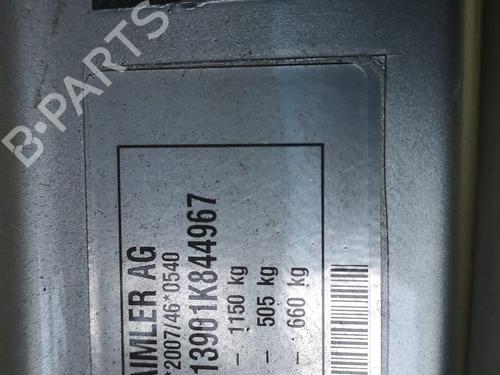 B-PARTS
AIMLER AG
*2007/46*0540
13901K844967
- 1150 kg
- 505 kg
- 660 kg